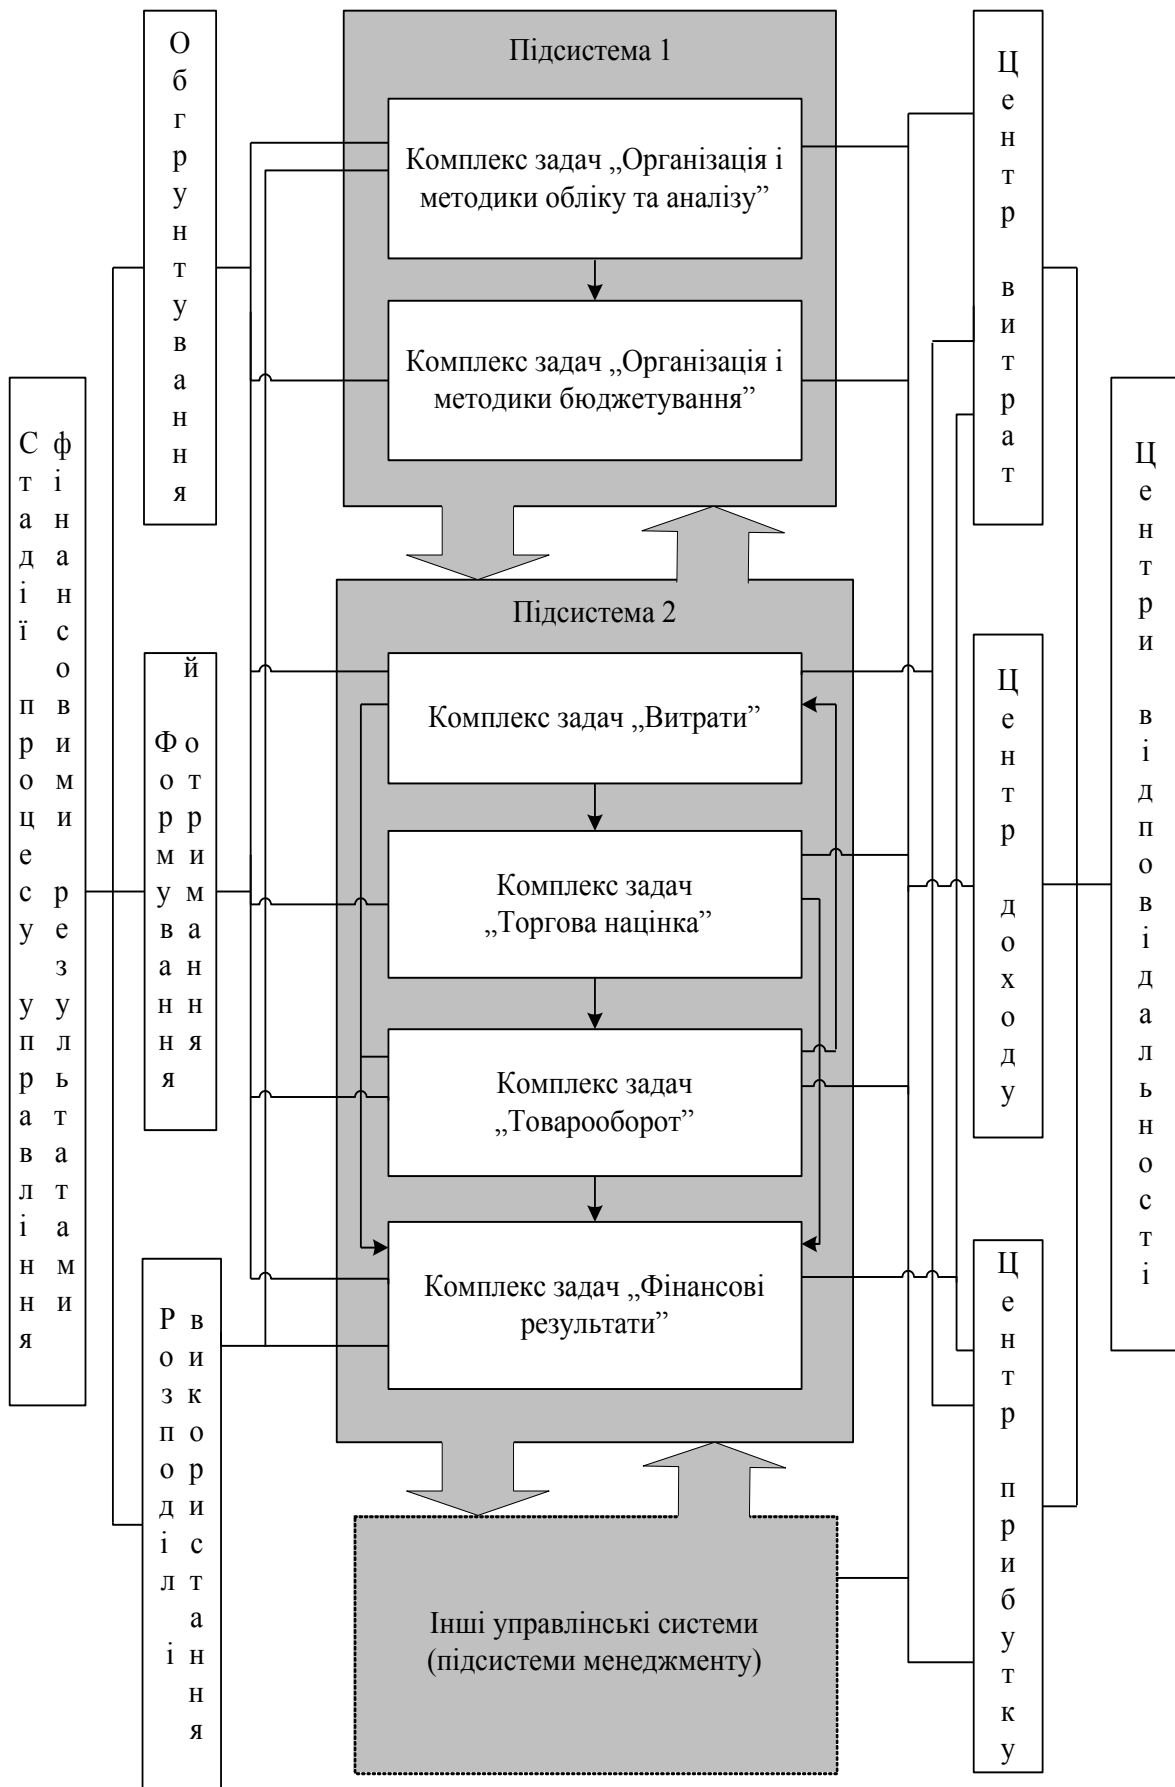 Стадії процесу управління
фінансовими результатами
Обгрунтування
Формування й
отримання
Розподіл і
використання
Підсистема 1
Комплекс задач „Організація і
методики обліку та аналізу”
Комплекс задач „Організація і
методики бюджетування”
Підсистема 2
Комплекс задач „Витрати”
Комплекс задач
„Торгова націнка”
Комплекс задач
„Товарооборот”
Комплекс задач „Фінансові
результати”
Інші управлінські системи
(підсистеми менеджменту)
Центр витрат
Центр доходу
Центр прибутку
Центри відповідальності